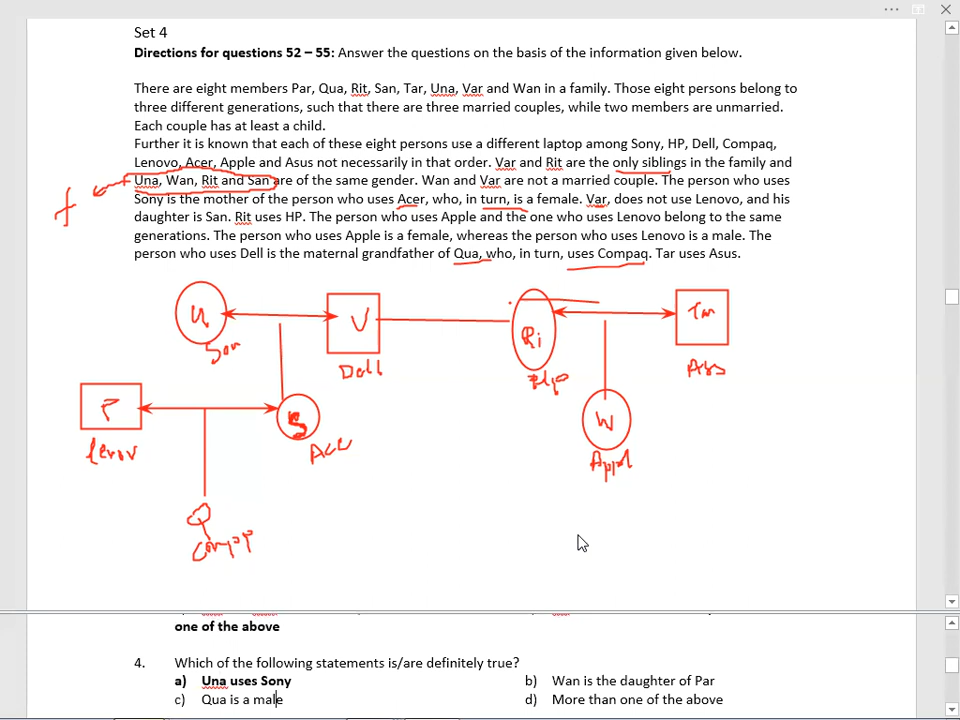 Set 4
Directions for questions 52 – 55: Answer the questions on the basis of the information given below.
There are eight members Par, Qua, Rit, San, Tar, Una, Var and Wan in a family. Those eight persons belong to
three different generations, such that there are three married couples, while two members are unmarried.
Each couple has at least a child.
Further it is known that each of these eight persons use a different laptop among Sony, HP, Dell, Compaq,
Lenovo, Acer, Apple and Asus not necessarily in that order. Var and Rit are the only siblings in the family and
Una, Wan, Rit and San are of the same gender. Wan and Var are not a married couple. The person who uses
Sony is the mother of the person who uses Acer, who, in turn, is a female. Var, does not use Lenovo, and his
daughter is San. Rit uses HP. The person who uses Apple and the one who uses Lenovo belong to the same
generations. The person who uses Apple is a female, whereas the person who uses Lenovo is a male. The
person who uses Dell is the maternal grandfather of Qua, who, in turn, uses Compaq. Tar uses Asus.
f
U V Ri Tar
Son Dell
P S W
Lenov
Q
one of the above
4. Which of the following statements is/are definitely true?
a) Una uses Sony b) Wan is the daughter of Par
c) Qua is a male d) More than one of the above